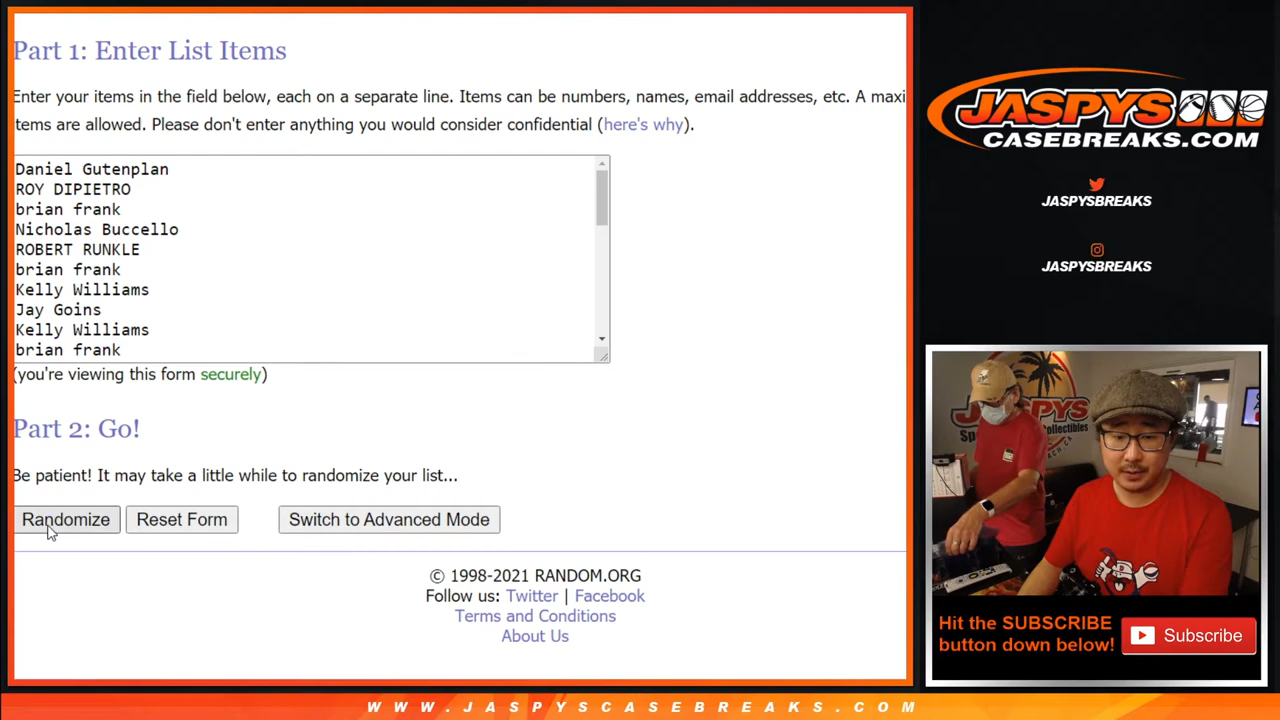 Part 1: Enter List Items
Enter your items in the field below, each on a separate line. Items can be numbers, names, email addresses, etc. A maxi
tems are allowed. Please don't enter anything you would consider confidential (here's why).
Daniel Gutenplan
ROY DIPIETRO
brian frank
Nicholas Buccello
ROBERT RUNKLE
brian frank
Kelly Williams
Jay Goins
Kelly Williams
brian frank
(you're viewing this form securely)
Part 2: Go!
Be patient! It may take a little while to randomize your list...
Randomize Reset Form Switch to Advanced Mode
© 1998-2021 RANDOM.ORG
Follow us: Twitter | Facebook
Terms and Conditions
About Us
JASPYS
CASEBREAKS.COM
JASPYSBREAKS
JASPYSBREAKS
JASPYS
Hit the SUBSCRIBE
button down below!
Subscribe
WWW.JASPYSCASEBREAKS.COM